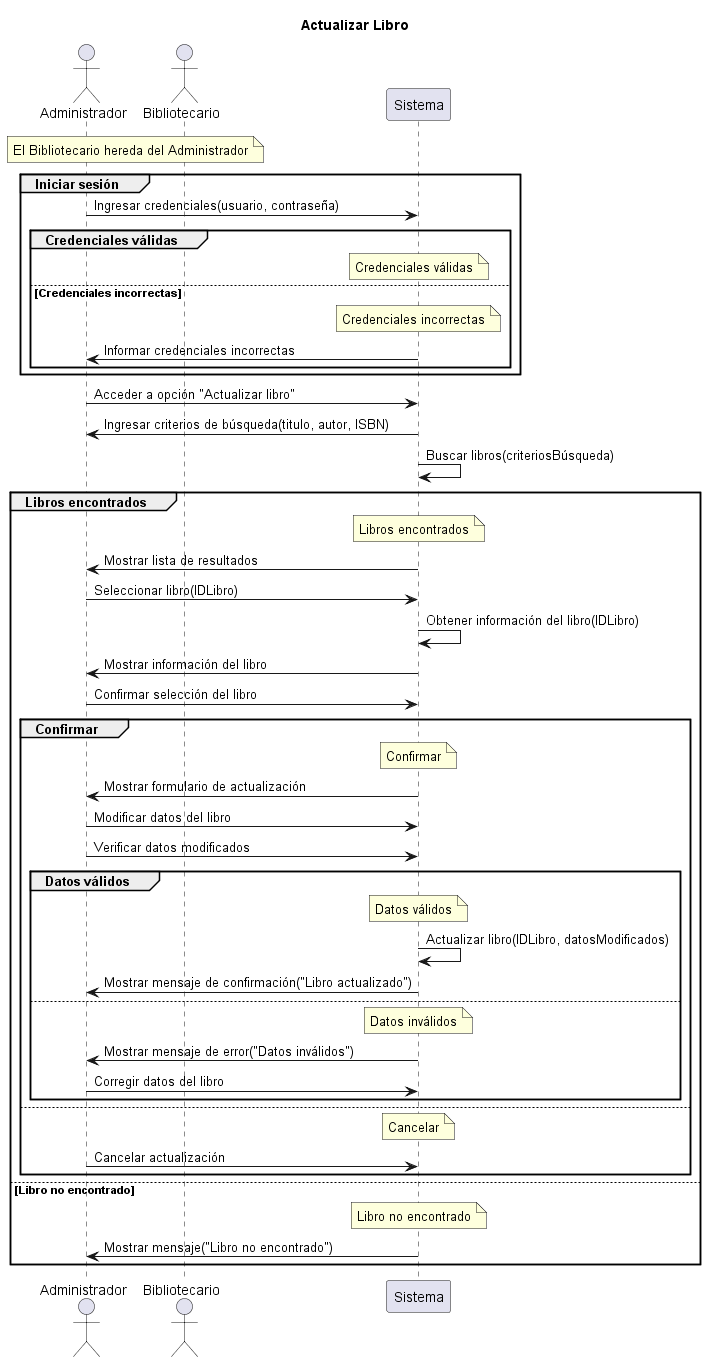 Actualizar Libro
Administrador
Bibliotecario
Sistema
El Bibliotecario hereda del Administrador
Iniciar sesión
Ingresar credenciales(usuario, contraseña)
Credenciales válidas
Credenciales válidas
[Credenciales incorrectas]
Credenciales incorrectas
Informar credenciales incorrectas
Acceder a opción "Actualizar libro"
Ingresar criterios de búsqueda(titulo, autor, ISBN)
Buscar libros(criteriosBúsqueda)
Libros encontrados
Libros encontrados
Mostrar lista de resultados
Seleccionar libro(IDLibro)
Obtener información del libro(IDLibro)
Mostrar información del libro
Confirmar selección del libro
Confirmar
Confirmar
Mostrar formulario de actualización
Modificar datos del libro
Verificar datos modificados
Datos válidos
Datos válidos
Actualizar libro(IDLibro, datosModificados)
Mostrar mensaje de confirmación("Libro actualizado")
Datos inválidos
Mostrar mensaje de error("Datos inválidos")
Corregir datos del libro
Cancelar
Cancelar actualización
[Libro no encontrado]
Libro no encontrado
Mostrar mensaje("Libro no encontrado")
Administrador
Bibliotecario
Sistema